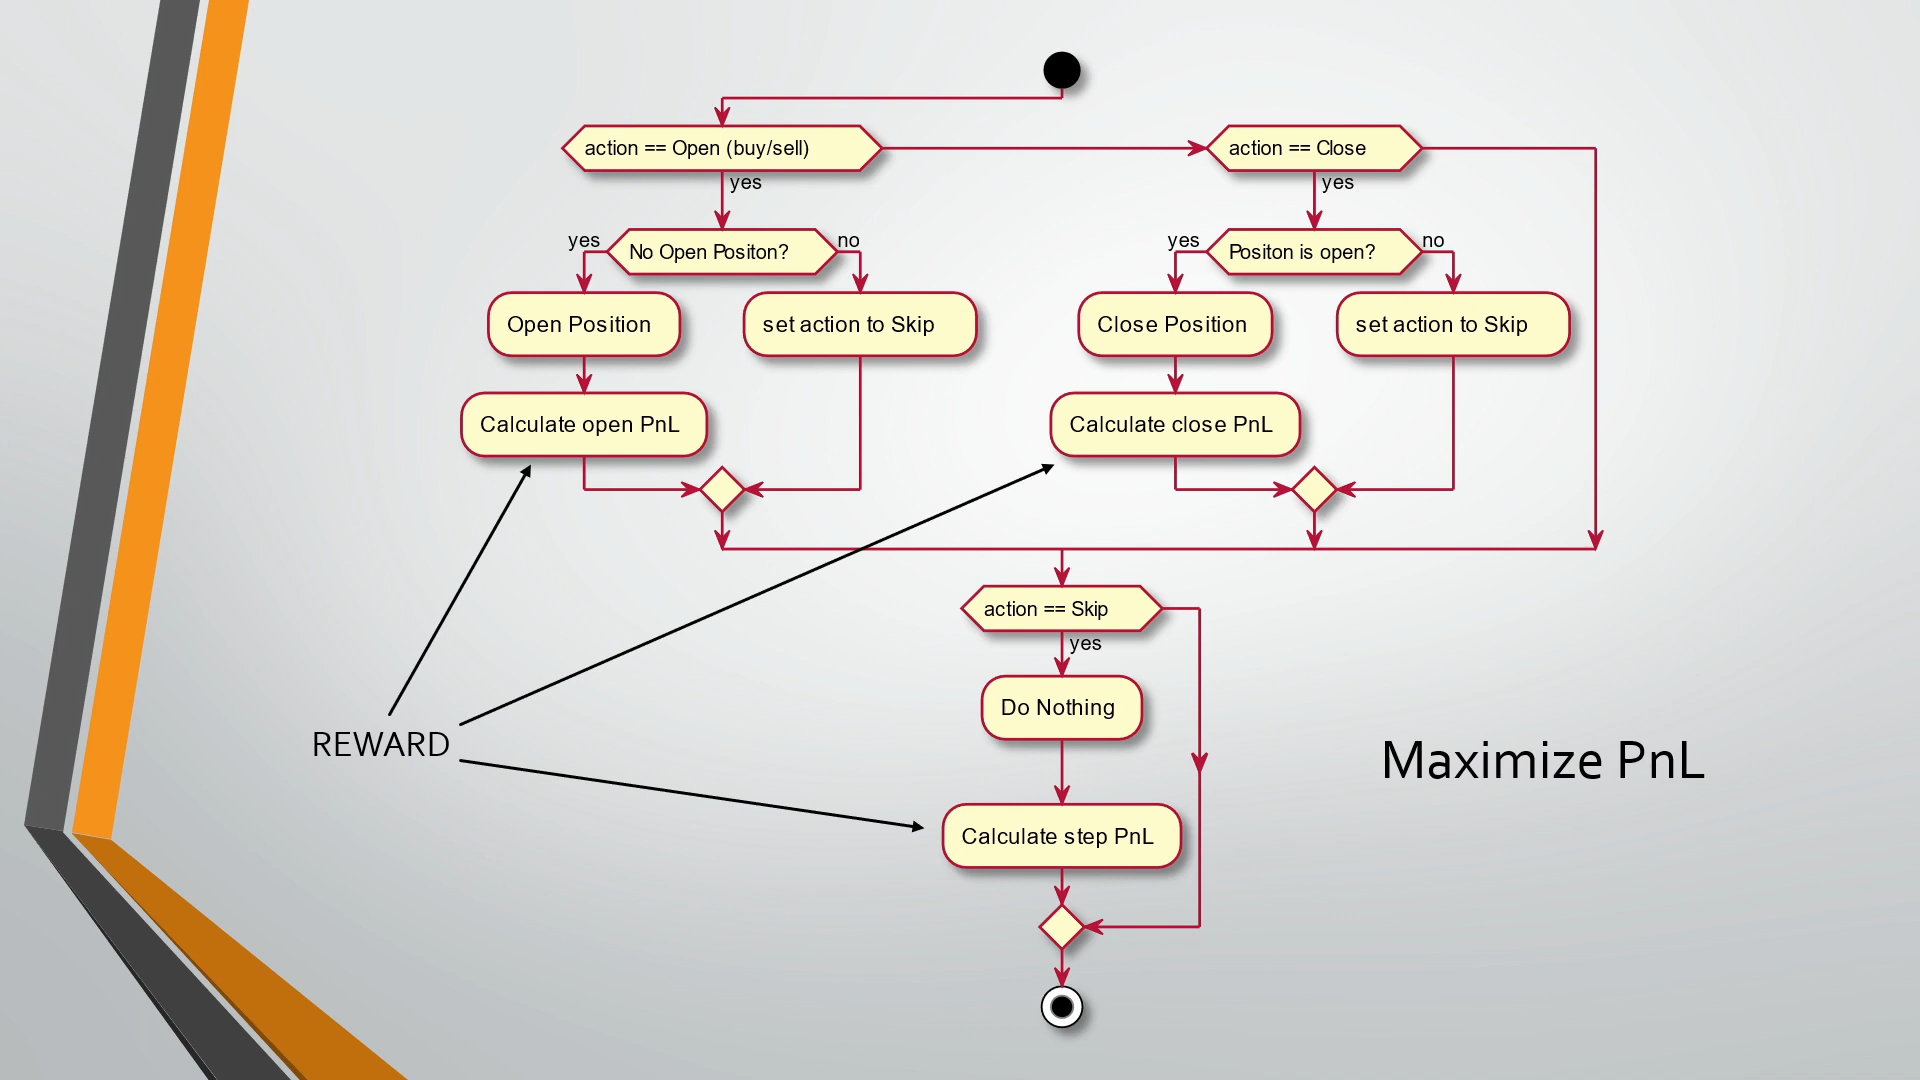 action == Open (buy/sell)
action == Close
yes
yes
yes
No Open Positon?
no
yes
Positon is open?
no
Open Position
set action to Skip
Close Position
set action to Skip
Calculate open PnL
Calculate close PnL
action == Skip
yes
Do Nothing
REWARD
Maximize PnL
Calculate step PnL